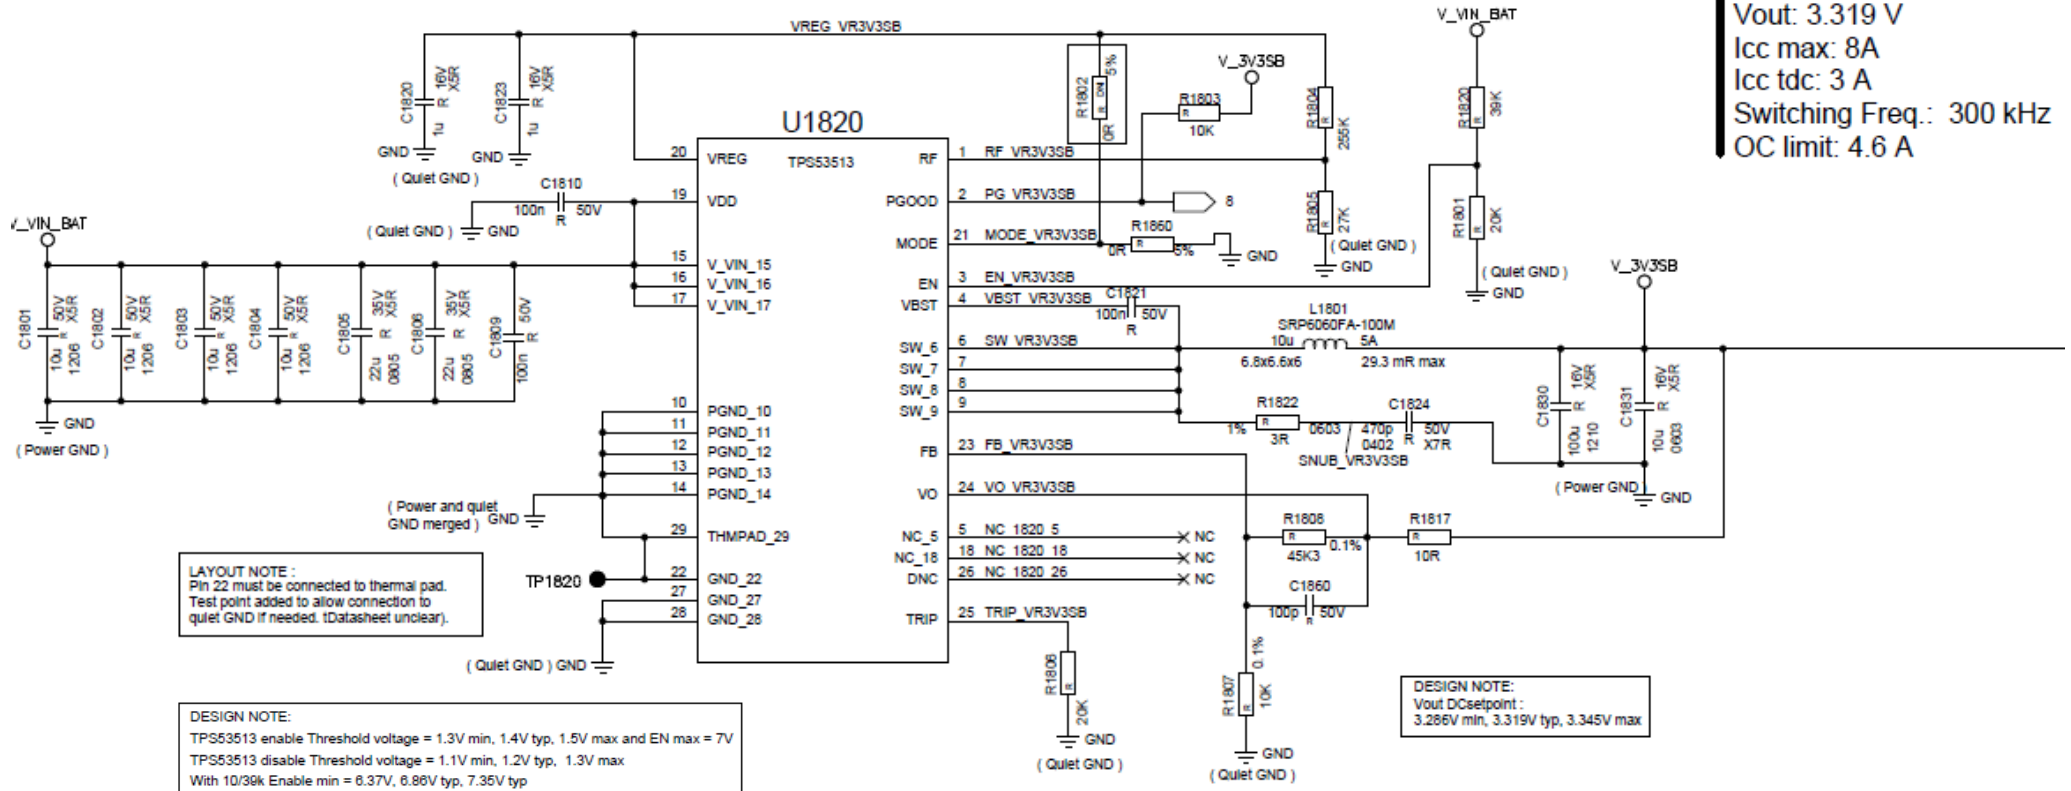 Vout: 3.319 V
Icc max: 8A
Icc tdc: 3 A
Switching Freq.: 300 kHz
OC limit: 4.6 A
VREG_VR3V3SB
V_VIN_BAT
V_3V3SB
C1820
1u
R
16V
X5R
C1823
1u
R
16V
X5R
GND
( Quiet GND )
GND
R1802
R
DNI
5%
0R
R1803
R
10K
R1804
R
255K
R1820
R
39K
U1820
TPS53513
20
VREG
19
VDD
15
V_VIN_15
16
V_VIN_16
17
V_VIN_17
10
PGND_10
11
PGND_11
12
PGND_12
13
PGND_13
14
PGND_14
29
THMPAD_29
22
GND_22
27
GND_27
28
GND_28
RF
1
RF_VR3V3SB
PGOOD
2
PG_VR3V3SB
8
MODE
21
MODE_VR3V3SB
EN
3
EN_VR3V3SB
VBST
4
VBST_VR3V3SB
SW_6
6
SW_VR3V3SB
SW_7
7
SW_8
8
SW_9
9
FB
23
FB_VR3V3SB
VO
24
VO_VR3V3SB
NC_5
5
NC_1820_5
NC
NC_18
18
NC_1820_18
NC
DNC
26
NC_1820_26
NC
TRIP
25
TRIP_VR3V3SB
C1810
100n
R
50V
( Quiet GND )
GND
V_VIN_BAT
C1801
10u
R
50V
X5R
1206
C1802
10u
R
50V
X5R
1206
C1803
10u
R
50V
X5R
1206
C1804
10u
R
50V
X5R
1206
C1805
22u
R
35V
X5R
0805
C1806
22u
R
35V
X5R
0805
C1809
100n
R
50V
GND
( Power GND )
R1860
0R
R
5%
GND
R1805
R
27K
( Quiet GND )
GND
R1801
R
20K
( Quiet GND )
GND
V_3V3SB
C1821
100n
50V
R
L1801
SRP6060FA-100M
10u
5A
6.8x6.6x6
29.3 mR max
R1822
R
1%
3R
0603
C1824
470p
0402
R
50V
X7R
SNUB_VR3V3SB
C1830
100u
R
16V
X5R
1210
C1831
10u
R
16V
X5R
0603
( Power GND )
GND
( Power and quiet
GND merged )
GND
TP1820
( Quiet GND )
GND
R1808
R
45K3
0.1%
R1817
R
10R
C1860
100p
R
50V
R1806
R
20K
GND
( Quiet GND )
R1807
R
10K
0.1%
GND
( Quiet GND )
LAYOUT NOTE :
Pin 22 must be connected to thermal pad.
Test point added to allow connection to
quiet GND if needed. tDatasheet unclear).
DESIGN NOTE:
TPS53513 enable Threshold voltage = 1.3V min, 1.4V typ, 1.5V max and EN max = 7V
TPS53513 disable Threshold voltage = 1.1V min, 1.2V typ, 1.3V max
With 10/39k Enable min = 6.37V, 6.86V typ, 7.35V typ
DESIGN NOTE:
Vout DCsetpoint :
3.286V min, 3.319V typ, 3.345V max